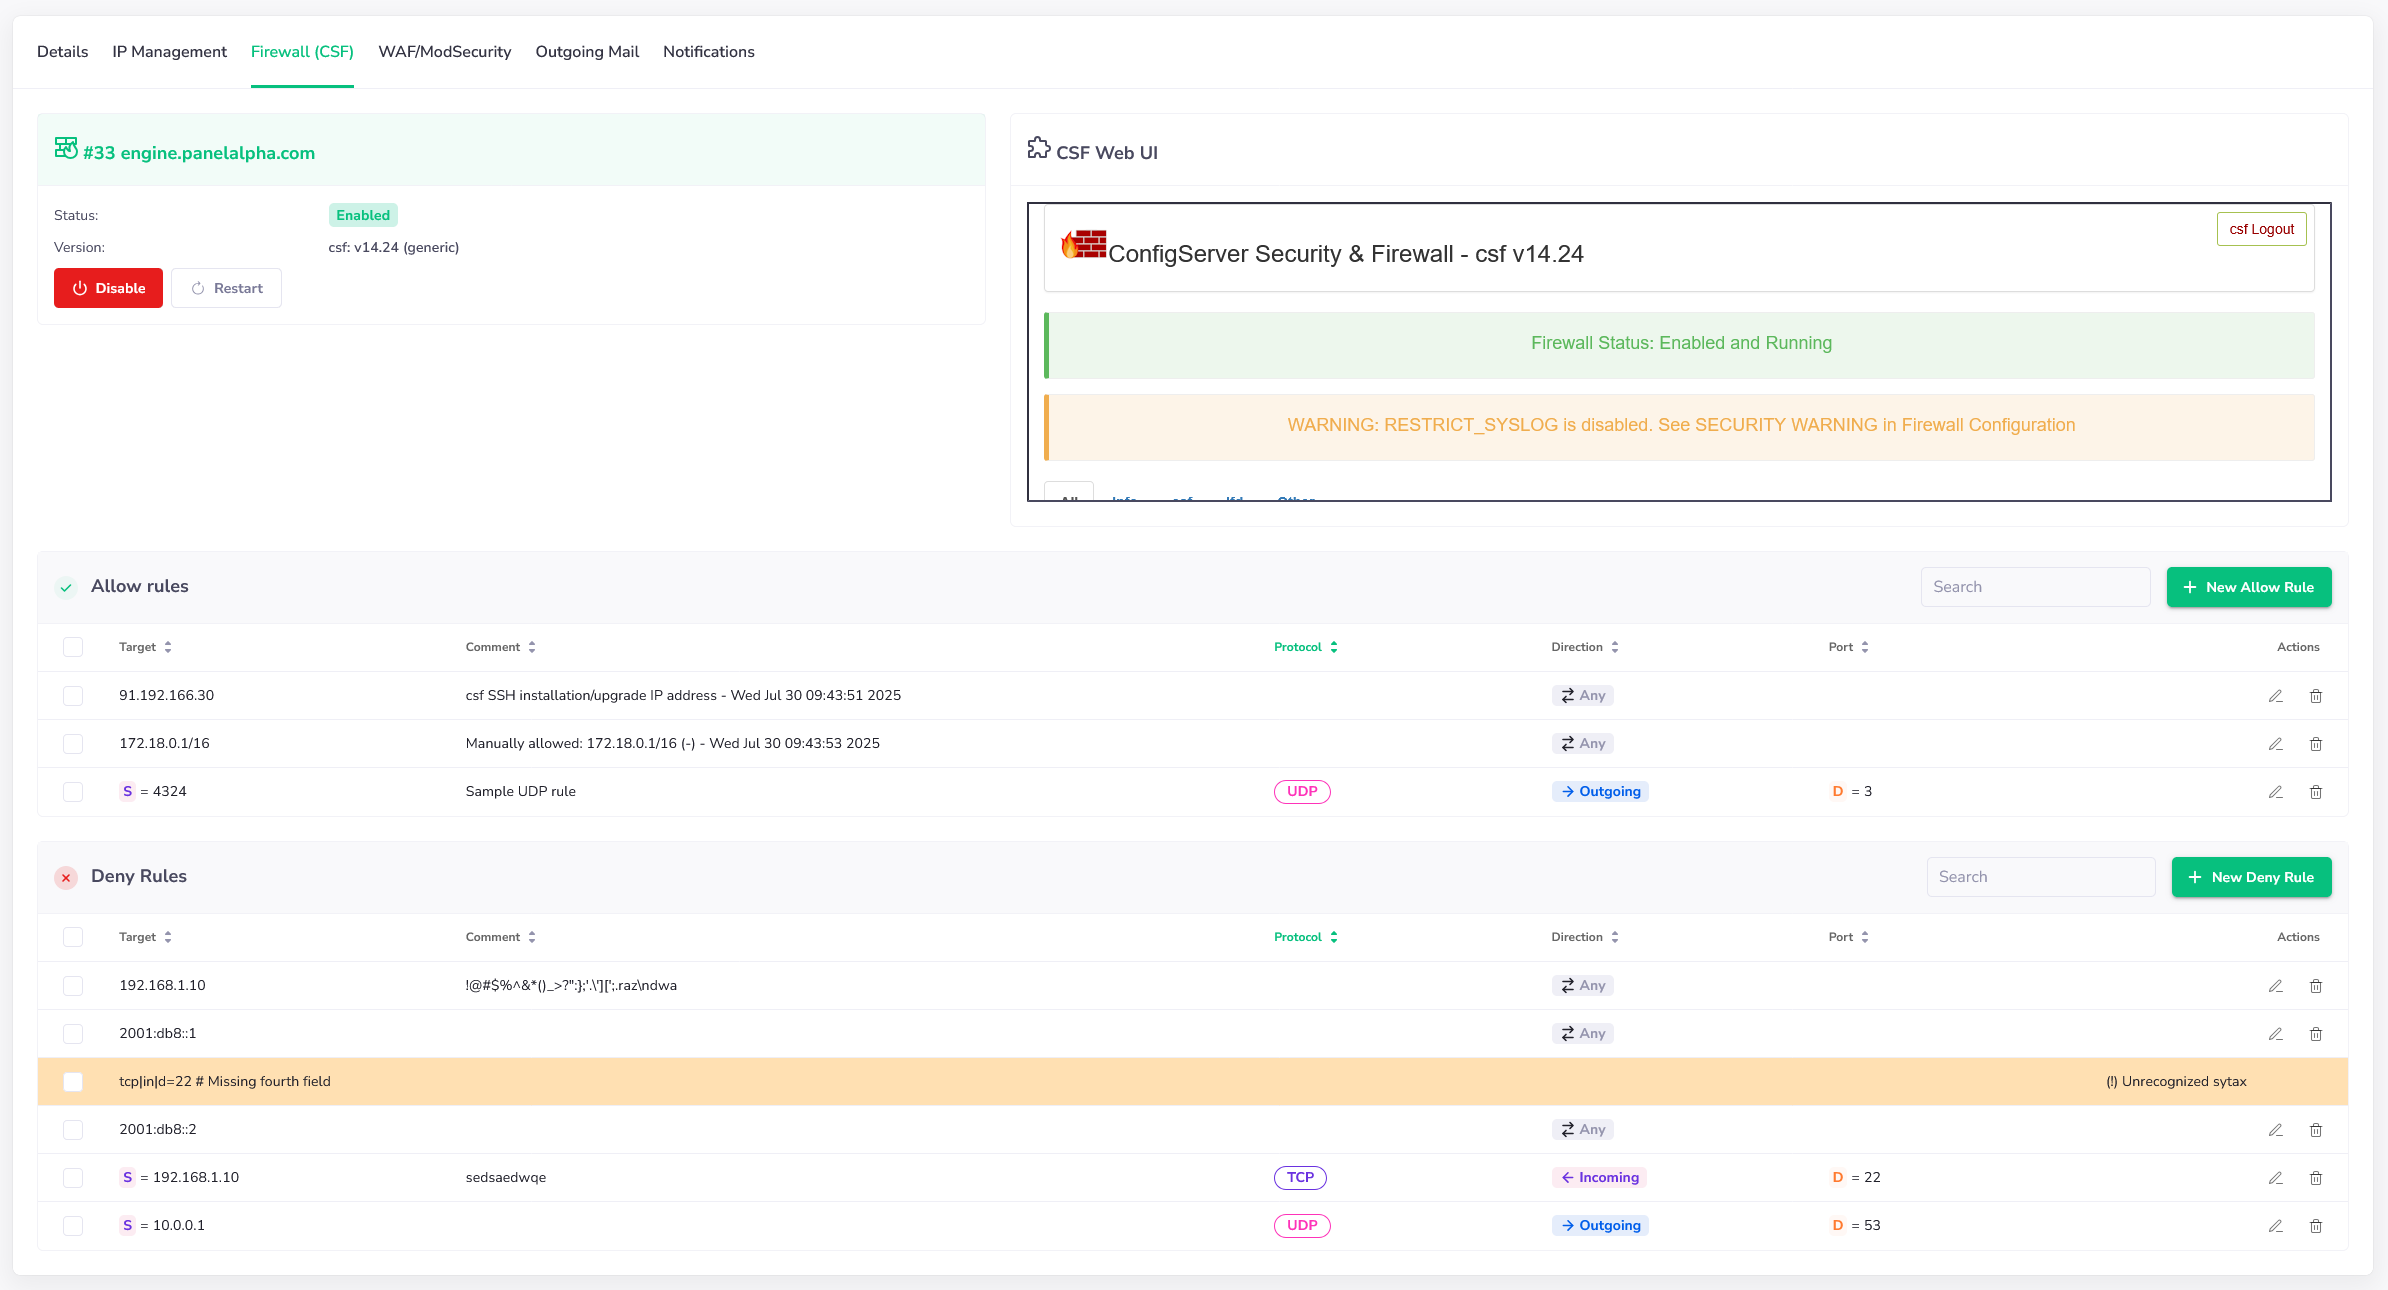 Details IP Management Firewall (CSF) WAF/ModSecurity Outgoing Mail Notifications
#33 engine.panelalpha.com
Status: Enabled
Version: csf: v14.24 (generic)
Disable Restart
CSF Web UI
csf Logout
ConfigServer Security & Firewall - csf v14.24
Firewall Status: Enabled and Running
WARNING: RESTRICT_SYSLOG is disabled. See SECURITY WARNING in Firewall Configuration
All Info csf lfd Other
Allow rules Search + New Allow Rule
Target Comment Protocol Direction Port Actions
91.192.166.30 csf SSH installation/upgrade IP address - Wed Jul 30 09:43:51 2025 Any
172.18.0.1/16 Manually allowed: 172.18.0.1/16 (-) - Wed Jul 30 09:43:53 2025 Any
S = 4324 Sample UDP rule UDP Outgoing D = 3
Deny Rules Search + New Deny Rule
Target Comment Protocol Direction Port Actions
192.168.1.10 !@#$%^&*()_>?":};'.\'][';.raz\ndwa Any
2001:db8::1 Any
tcp|in|d=22 # Missing fourth field (!) Unrecognized sytax
2001:db8::2 Any
S = 192.168.1.10 sedsaedwqe TCP Incoming D = 22
S = 10.0.0.1 UDP Outgoing D = 53